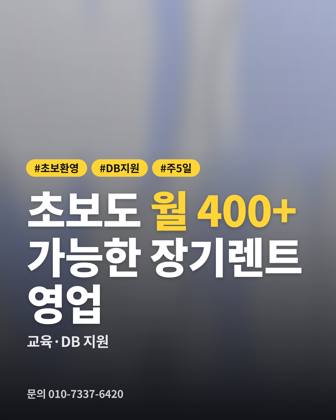 #초보환영 #DB지원 #주5일
초보도 월 400+
가능한 장기렌트
영업
교육·DB 지원
문의 010-7337-6420